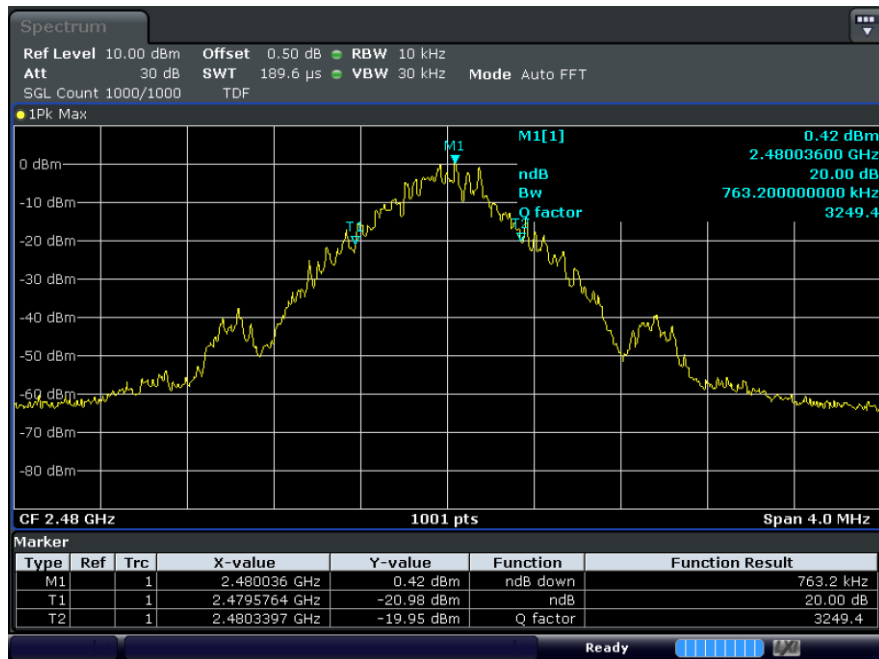 Spectrum
Ref Level 10.00 dBm Offset 0.50 dB RBW 10 kHz
Att 30 dB SWT 189.6 µs VBW 30 kHz Mode Auto FFT
SGL Count 1000/1000 TDF
1Pk Max
M1[1] 0.42 dBm
2.48003600 GHz
ndB 20.00 dB
Bw 763.200000000 kHz
Q factor 3249.4
M1
T1
T2
0 dBm
-10 dBm
-20 dBm
-30 dBm
-40 dBm
-50 dBm
-60 dBm
-70 dBm
-80 dBm
CF 2.48 GHz 1001 pts Span 4.0 MHz
Marker
Type Ref Trc X-value Y-value Function Function Result
M1 1 2.480036 GHz 0.42 dBm ndB down 763.2 kHz
T1 1 2.4795764 GHz -20.98 dBm ndB 20.00 dB
T2 1 2.4803397 GHz -19.95 dBm Q factor 3249.4
Ready